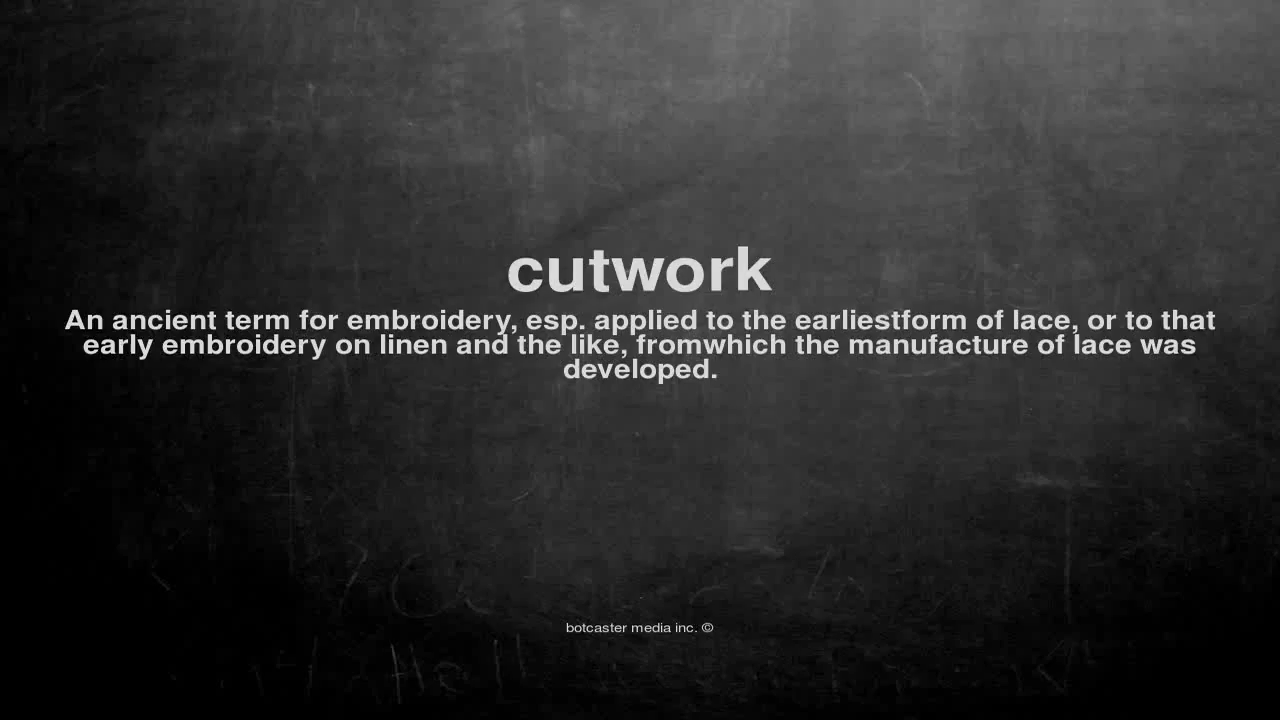 cutwork
An ancient term for embroidery, esp. applied to the earliestform of lace, or to that
early embroidery on linen and the like, fromwhich the manufacture of lace was
developed.
botcaster media inc. ©